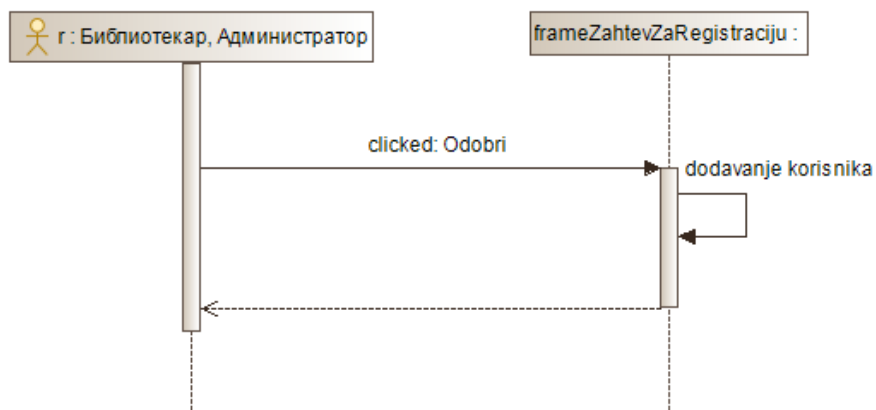 r : Библиотекар, Администратор
frameZahtevZaRegistraciju :
clicked: Odobri
dodavanje korisnika